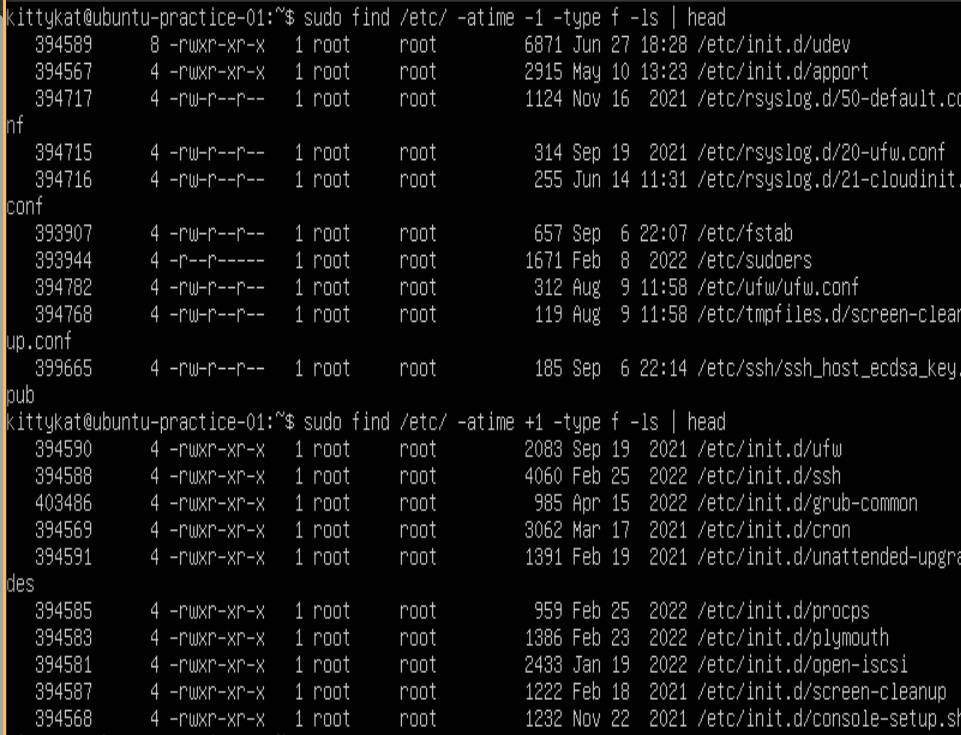 kittykat@ubuntu-practice-01:~$ sudo find /etc/ -atime -1 -type f -ls | head
   394589      8 -rwxr-xr-x   1 root     root         6871 Jun 27 18:28 /etc/init.d/udev
   394567      4 -rwxr-xr-x   1 root     root         2915 May 10 13:23 /etc/init.d/apport
   394717      4 -rw-r--r--   1 root     root         1124 Nov 16  2021 /etc/rsyslog.d/50-default.co
nf
   394715      4 -rw-r--r--   1 root     root          314 Sep 19  2021 /etc/rsyslog.d/20-ufw.conf
   394716      4 -rw-r--r--   1 root     root          255 Jun 14 11:31 /etc/rsyslog.d/21-cloudinit.
conf
   393907      4 -rw-r--r--   1 root     root          657 Sep  6 22:07 /etc/fstab
   393944      4 -r--r-----   1 root     root         1671 Feb  8  2022 /etc/sudoers
   394782      4 -rw-r--r--   1 root     root          312 Aug  9 11:58 /etc/ufw/ufw.conf
   394768      4 -rw-r--r--   1 root     root          119 Aug  9 11:58 /etc/tmpfiles.d/screen-clean
up.conf
   399665      4 -rw-r--r--   1 root     root          185 Sep  6 22:14 /etc/ssh/ssh_host_ecdsa_key.
pub
kittykat@ubuntu-practice-01:~$ sudo find /etc/ -atime +1 -type f -ls | head
   394590      4 -rwxr-xr-x   1 root     root         2083 Sep 19  2021 /etc/init.d/ufw
   394588      4 -rwxr-xr-x   1 root     root         4060 Feb 25  2022 /etc/init.d/ssh
   403486      4 -rwxr-xr-x   1 root     root          985 Apr 15  2022 /etc/init.d/grub-common
   394569      4 -rwxr-xr-x   1 root     root         3062 Mar 17  2021 /etc/init.d/cron
   394591      4 -rwxr-xr-x   1 root     root         1391 Feb 19  2021 /etc/init.d/unattended-upgra
des
   394585      4 -rwxr-xr-x   1 root     root          959 Feb 25  2022 /etc/init.d/procps
   394583      4 -rwxr-xr-x   1 root     root         1386 Feb 23  2022 /etc/init.d/plymouth
   394581      4 -rwxr-xr-x   1 root     root         2433 Jan 19  2022 /etc/init.d/open-iscsi
   394587      4 -rwxr-xr-x   1 root     root         1222 Feb 18  2021 /etc/init.d/screen-cleanup
   394568      4 -rwxr-xr-x   1 root     root         1232 Nov 22  2021 /etc/init.d/console-setup.sh